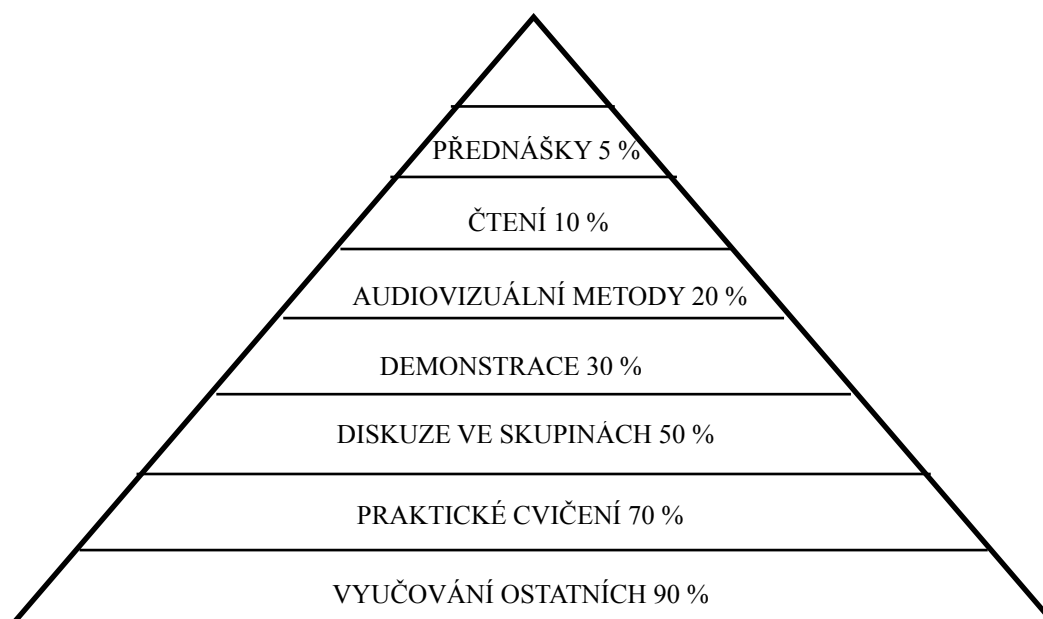 PŘEDNÁŠKY 5 %
ČTENÍ 10 %
AUDIOVIZUÁLNÍ METODY 20 %
DEMONSTRACE 30 %
DISKUZE VE SKUPINÁCH 50 %
PRAKTICKÉ CVIČENÍ 70 %
VYUČOVÁNÍ OSTATNÍCH 90 %